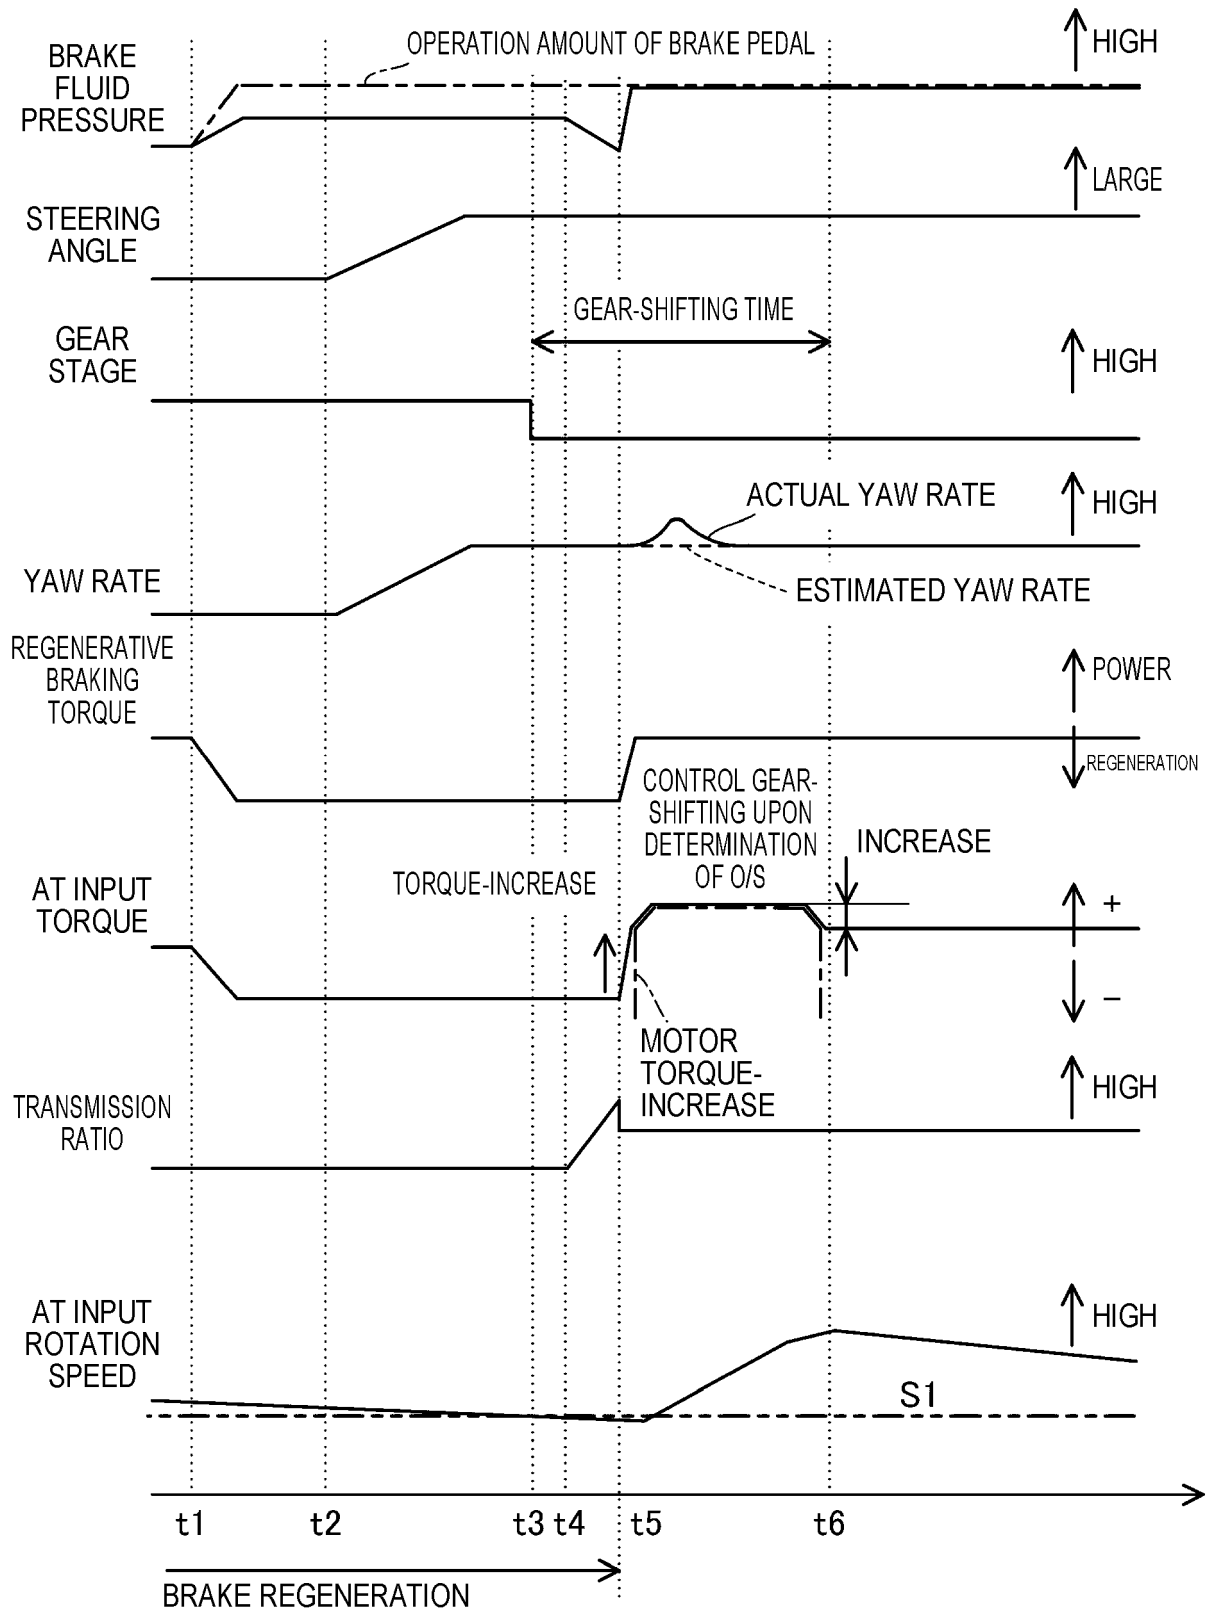 OPERATION AMOUNT OF BRAKE PEDAL
HIGH
BRAKE
FLUID
PRESSURE
LARGE
STEERING
ANGLE
GEAR-SHIFTING TIME
GEAR
STAGE
HIGH
ACTUAL YAW RATE
HIGH
YAW RATE
ESTIMATED YAW RATE
REGENERATIVE
BRAKING
TORQUE
POWER
REGENERATION
CONTROL GEAR-
SHIFTING UPON
DETERMINATION
OF O/S
INCREASE
TORQUE-INCREASE
AT INPUT
TORQUE
+
−
MOTOR
TORQUE-
INCREASE
HIGH
TRANSMISSION
RATIO
AT INPUT
ROTATION
SPEED
HIGH
S1
t1 t2 t3 t4 t5 t6
BRAKE REGENERATION